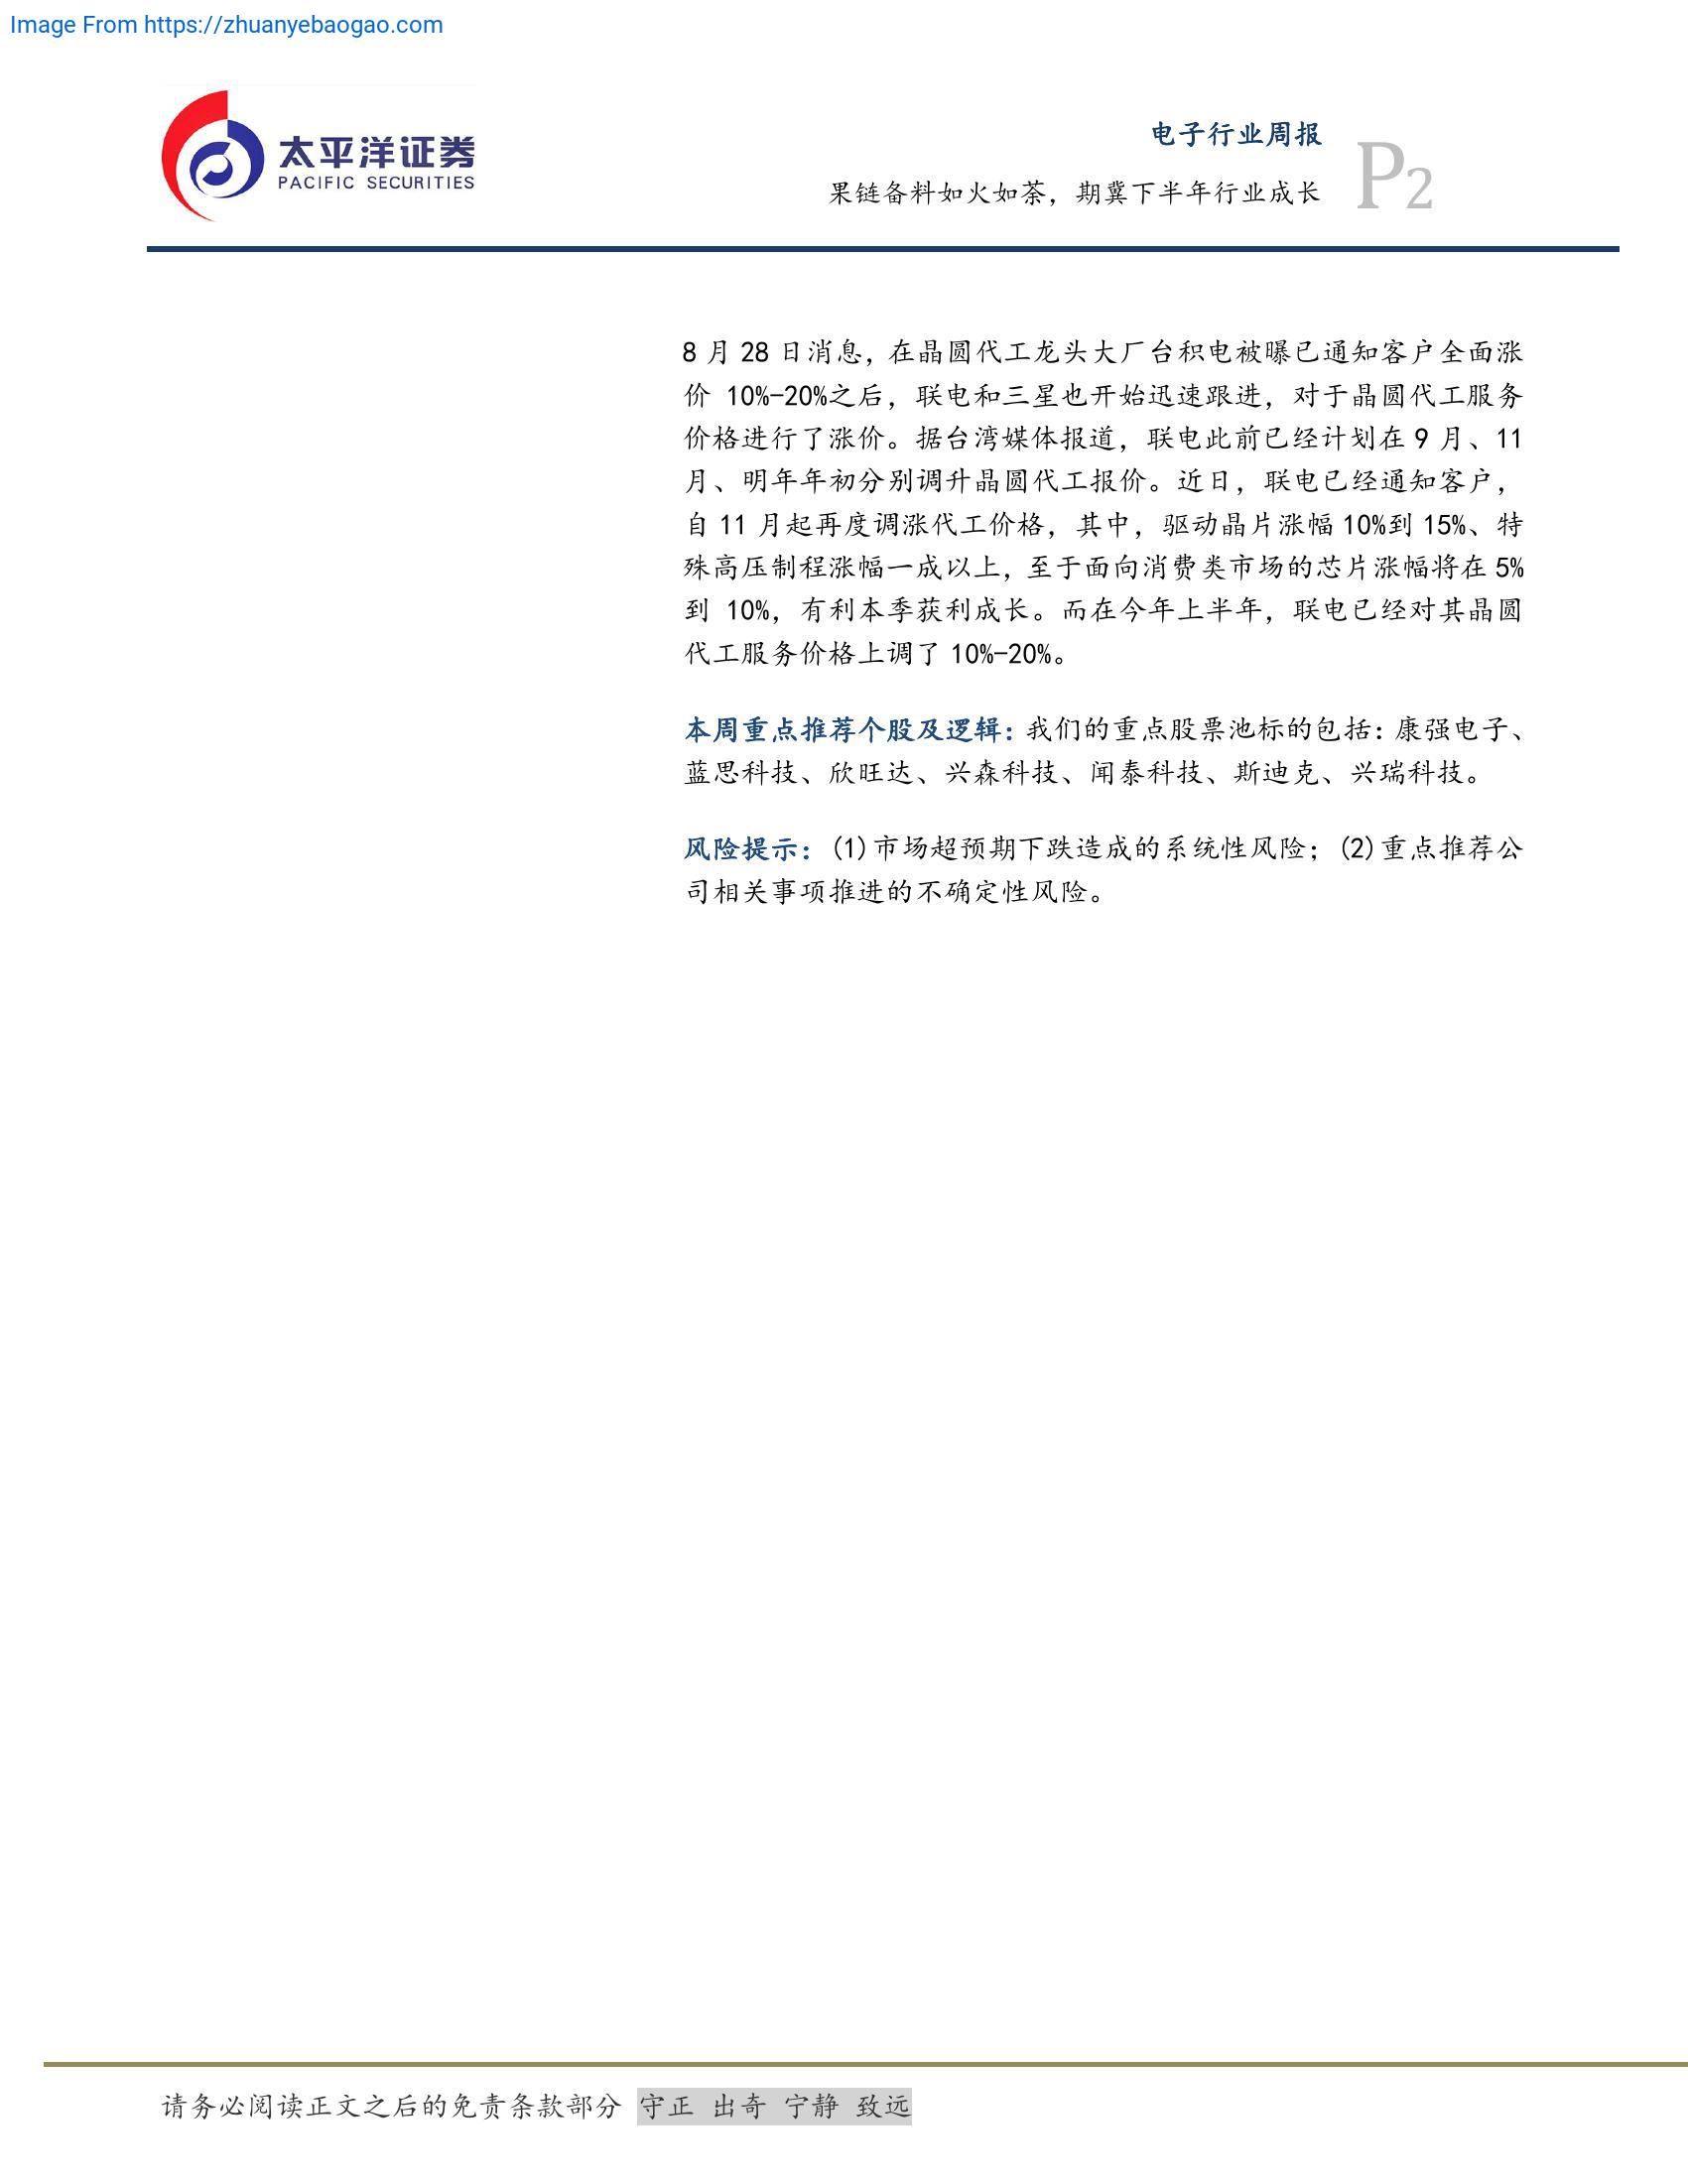 Image From https://zhuanyebaogao.com
太平洋证券
PACIFIC SECURITIES
电子行业周报
果链备料如火如荼，期冀下半年行业成长
P2
8 月 28 日消息，在晶圆代工龙头大厂台积电被曝已通知客户全面涨
价 10%-20%之后，联电和三星也开始迅速跟进，对于晶圆代工服务
价格进行了涨价。据台湾媒体报道，联电此前已经计划在 9 月、11
月、明年年初分别调升晶圆代工报价。近日，联电已经通知客户，
自 11 月起再度调涨代工价格，其中，驱动晶片涨幅 10%到 15%、特
殊高压制程涨幅一成以上，至于面向消费类市场的芯片涨幅将在 5%
到 10%，有利本季获利成长。而在今年上半年，联电已经对其晶圆
代工服务价格上调了 10%-20%。
本周重点推荐个股及逻辑：我们的重点股票池标的包括：康强电子、
蓝思科技、欣旺达、兴森科技、闻泰科技、斯迪克、兴瑞科技。
风险提示：(1)市场超预期下跌造成的系统性风险；(2)重点推荐公
司相关事项推进的不确定性风险。
请务必阅读正文之后的免责条款部分 守正 出奇 宁静 致远